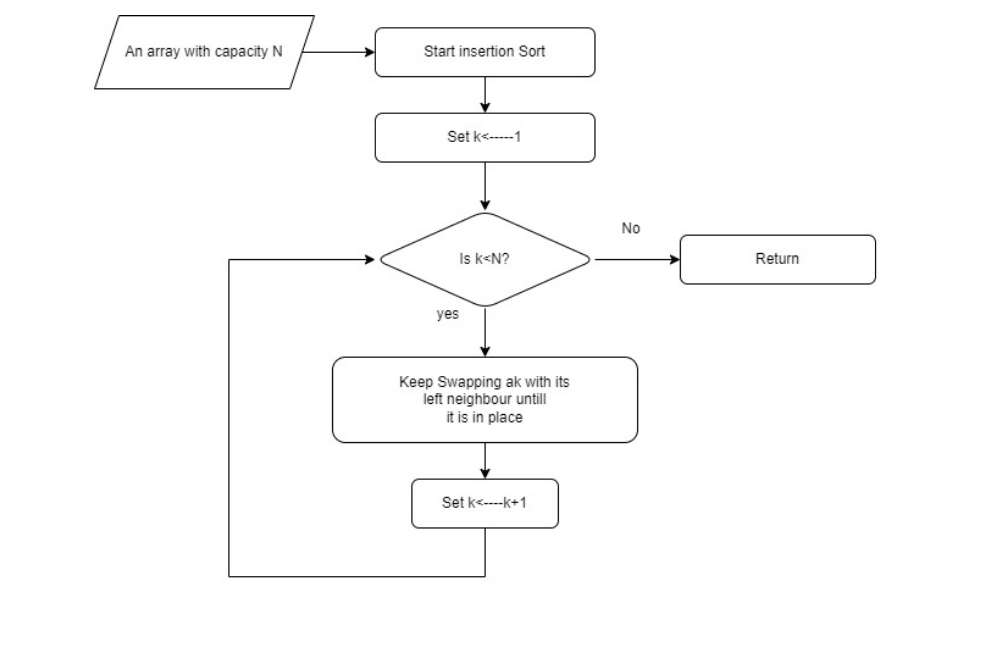 An array with capacity N
Start insertion Sort
Set k<-----1
Is k<N?
No
Return
yes
Keep Swapping ak with its
left neighbour untill
it is in place
Set k<----k+1